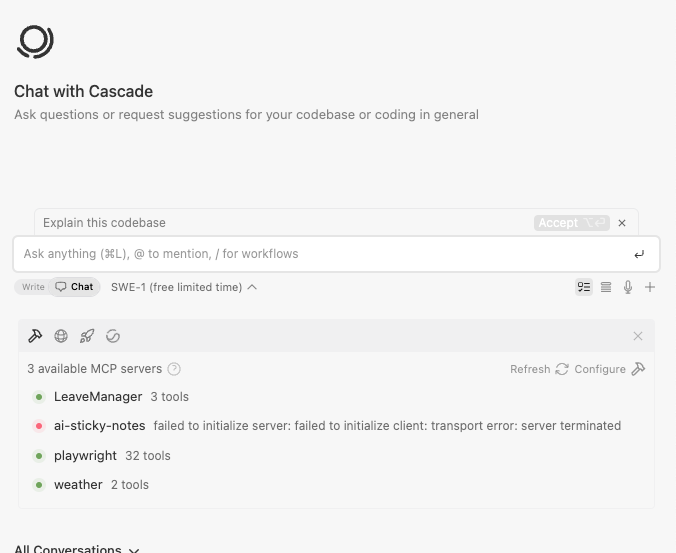 Chat with Cascade
Ask questions or request suggestions for your codebase or coding in general
Explain this codebase Accept ⌥⏎ ×
Ask anything (⌘L), @ to mention, / for workflows
Write Chat SWE-1 (free limited time)
3 available MCP servers Refresh Configure
LeaveManager 3 tools
ai-sticky-notes failed to initialize server: failed to initialize client: transport error: server terminated
playwright 32 tools
weather 2 tools
All Conversations